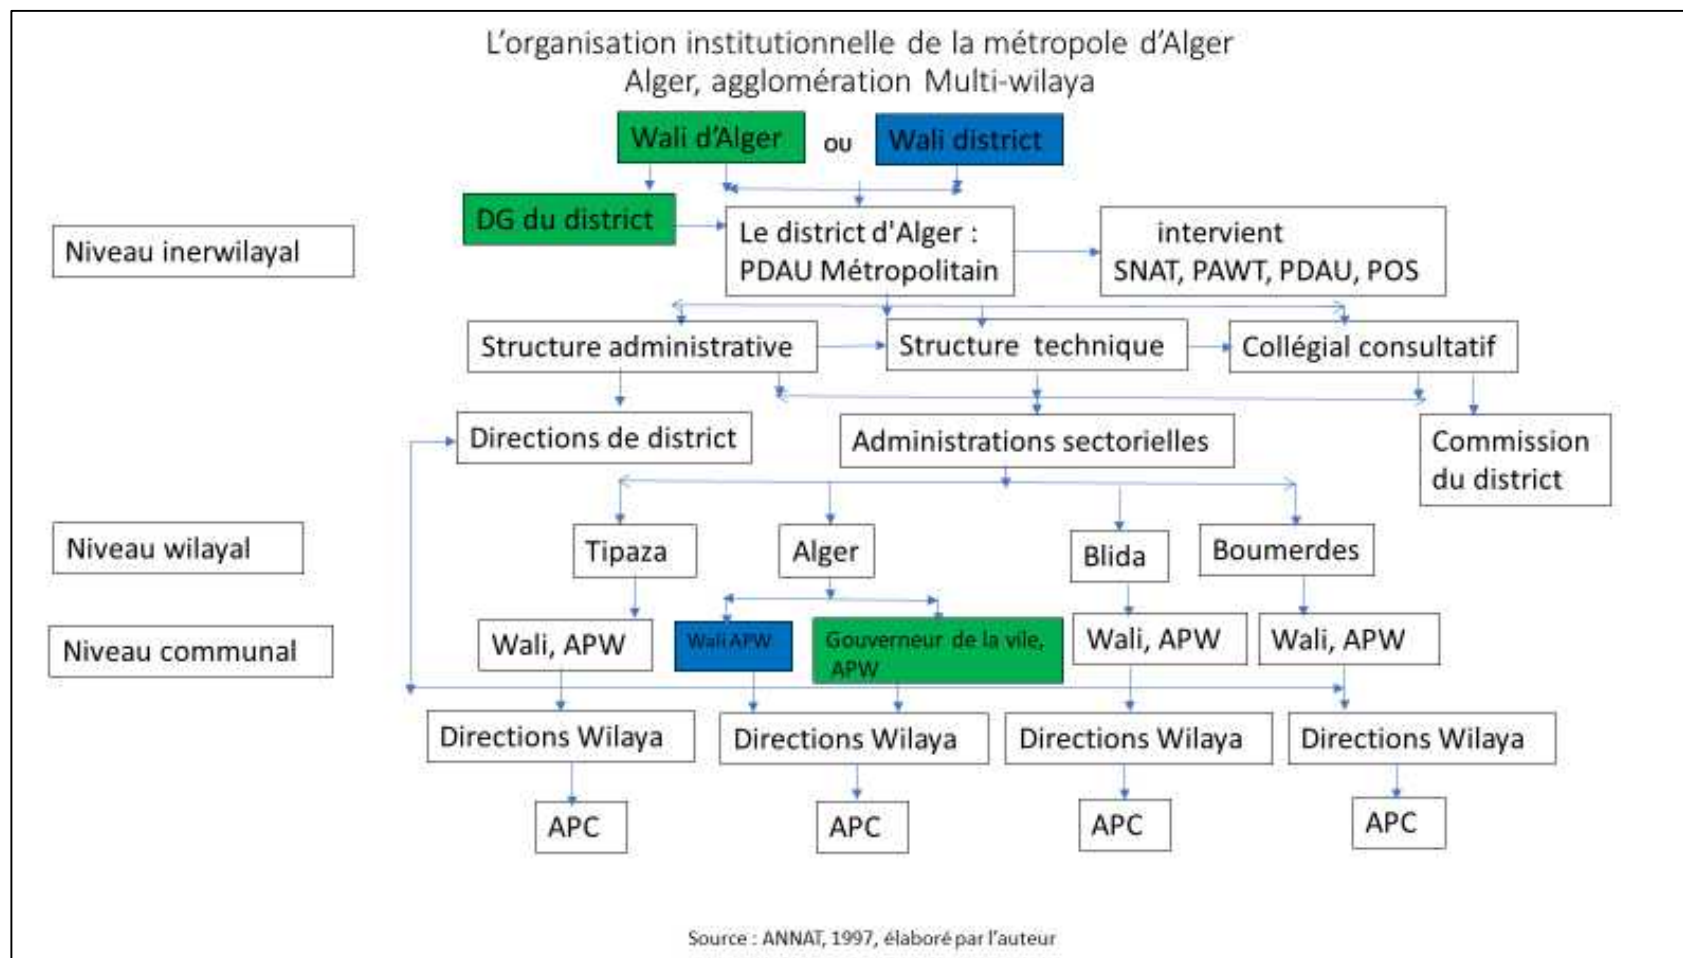 L'organisation institutionnelle de la métropole d'Alger
Alger, agglomération Multi-wilaya
Wali d'Alger
ou
Wali district
DG du district
Niveau inerwilayal
Le district d'Alger :
PDAU Métropolitain
intervient
SNAT, PAWT, PDAU, POS
Structure administrative
Structure technique
Collégial consultatif
Directions de district
Administrations sectorielles
Commission
du district
Niveau wilayal
Tipaza
Alger
Blida
Boumerdes
Niveau communal
Wali, APW
Wali APW
Gouverneur de la vile,
APW
Wali, APW
Wali, APW
Directions Wilaya
Directions Wilaya
Directions Wilaya
Directions Wilaya
APC
APC
APC
APC
Source : ANNAT, 1997, élaboré par l'auteur